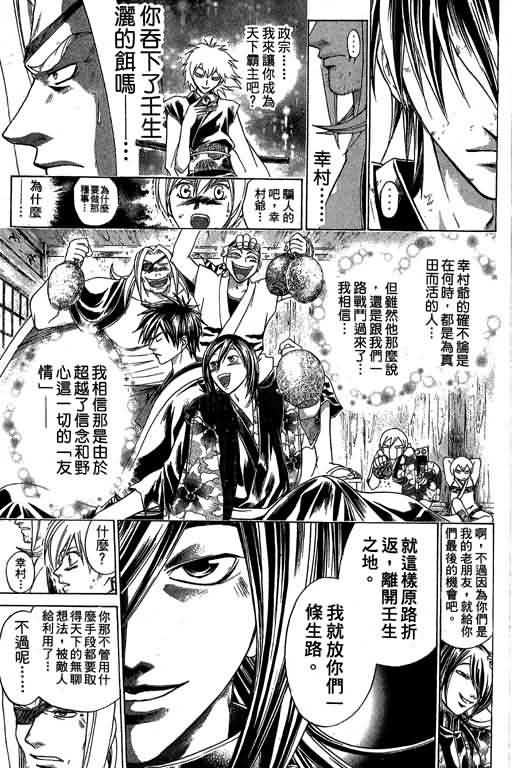 …
幸村…
…
政宗……
我來讓你成為
天下霸主吧？
你吞下了壬生
灑的餌嗎──……
騙人的
吧，幸
村爺…
為什麼
要做那
種事…
為什麼
…
幸村爺的確不論是
在何時，都是為真
田而活的人…
但雖然他那麼說
，還是跟我們一
路戰鬥過來了…
我相信…
我相信那是由於
超越了信念和野
心這一切的「友
情」──
啊，不過因為你們是
我的老朋友，就給你
們最後的機會吧。
就這樣原路折
返，離開壬生
之地。
我就放你們一
條生路。
什麼？
幸村…
你那不管用什
麼手段都要取
得天下的無聊
想法，被敵人
給利用了…
不過呢…